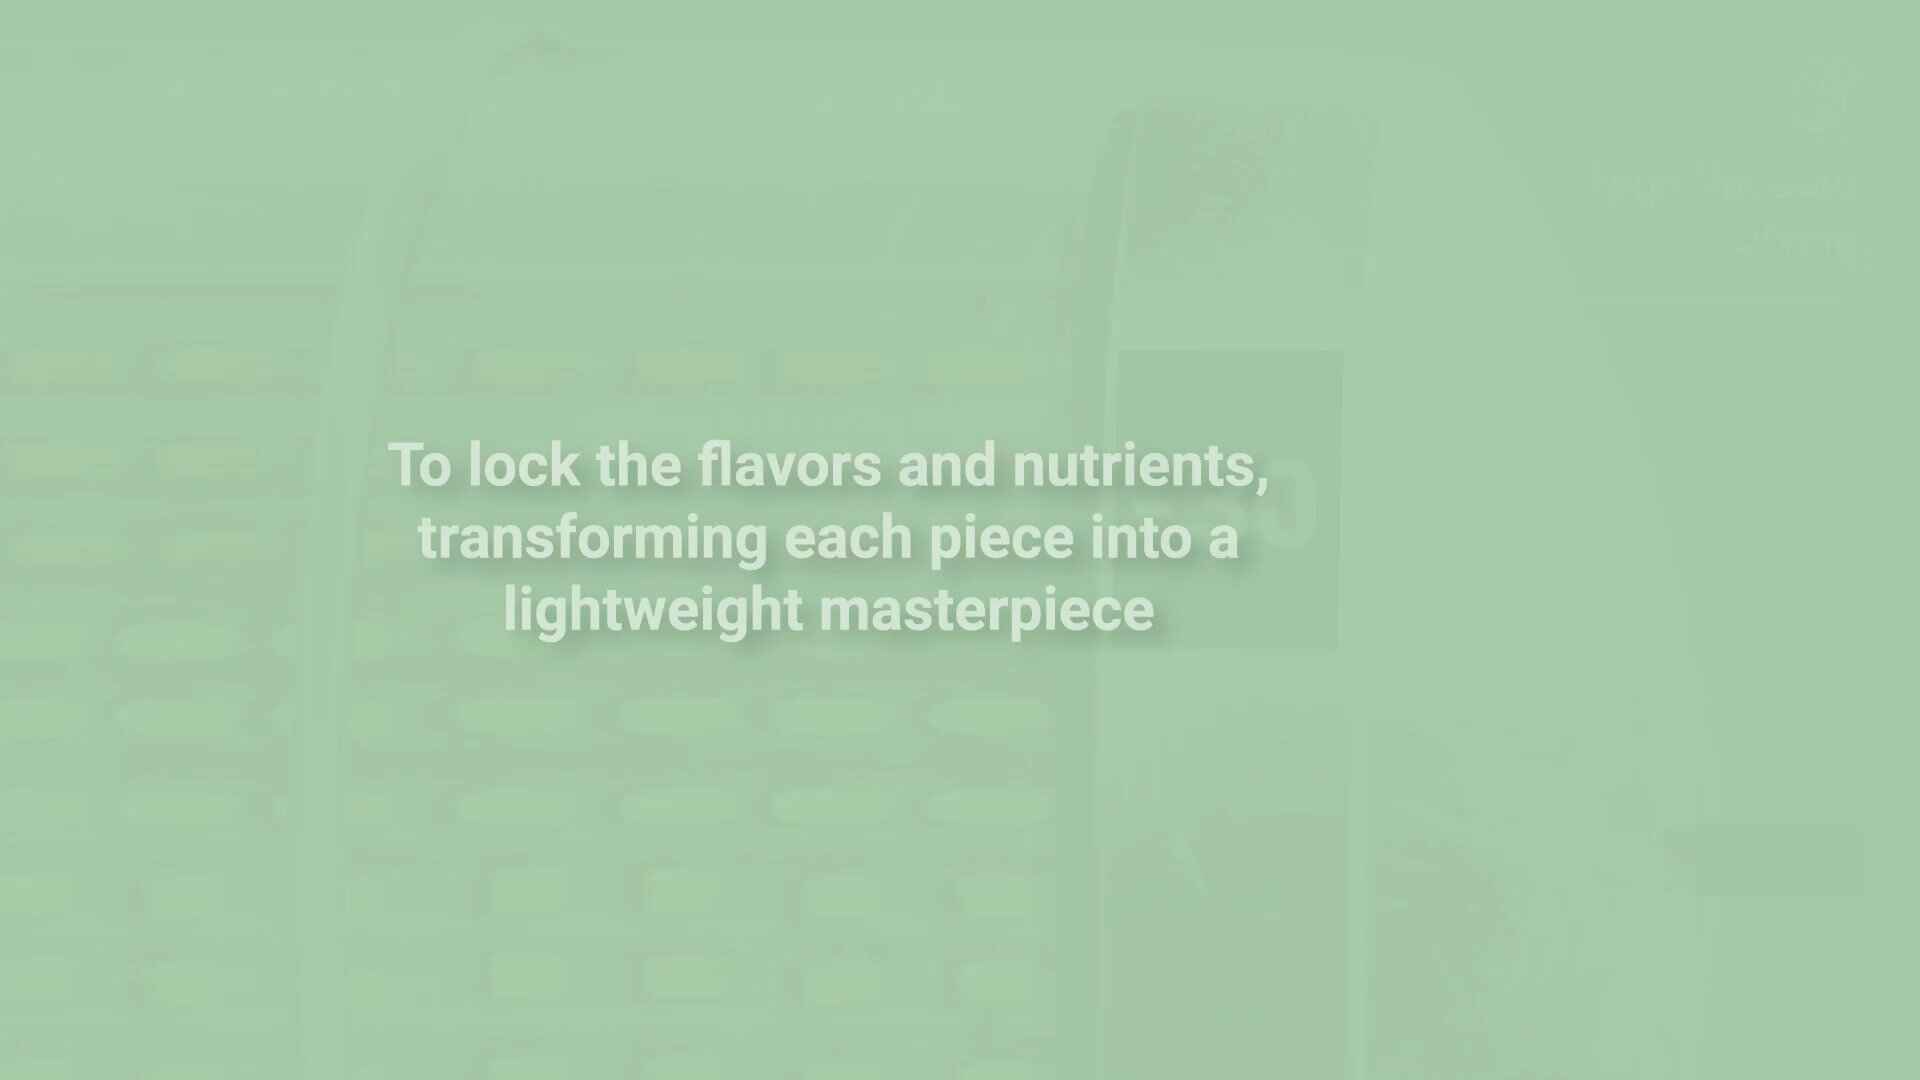 To lock the flavors and nutrients,
transforming each piece into a
lightweight masterpiece